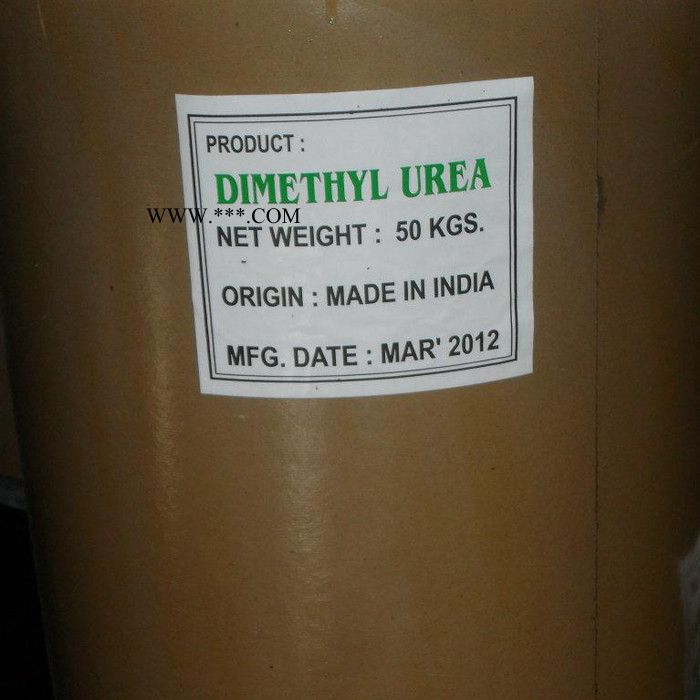 PRODUCT :
DIMETHYL UREA
WWW.***.COM
NET WEIGHT : 50 KGS.
ORIGIN : MADE IN INDIA
MFG. DATE : MAR' 2012